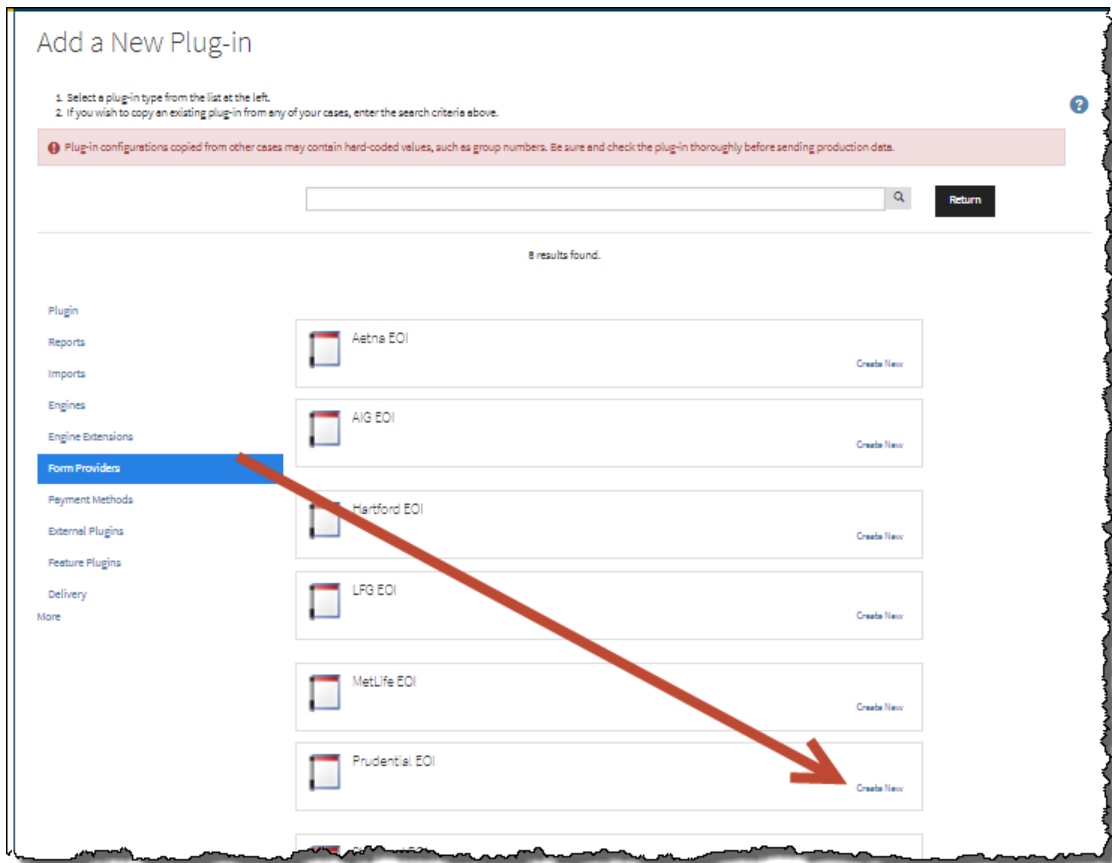 Add a New Plug-in
1. Select a plug-in type from the list at the left.
2. If you wish to copy an existing plug-in from any of your cases, enter the search criteria above.
Plug-in configurations copied from other cases may contain hard-coded values, such as group numbers. Be sure and check the plug-in thoroughly before sending production data.
Return
8 results found.
Plugin
Reports
Imports
Engines
Engine Extensions
Form Providers
Payment Methods
External Plugins
Feature Plugins
Delivery
More
Aetna EOI
Create New
AIG EOI
Create New
Hartford EOI
Create New
LFG EOI
Create New
MetLife EOI
Create New
Prudential EOI
Create New